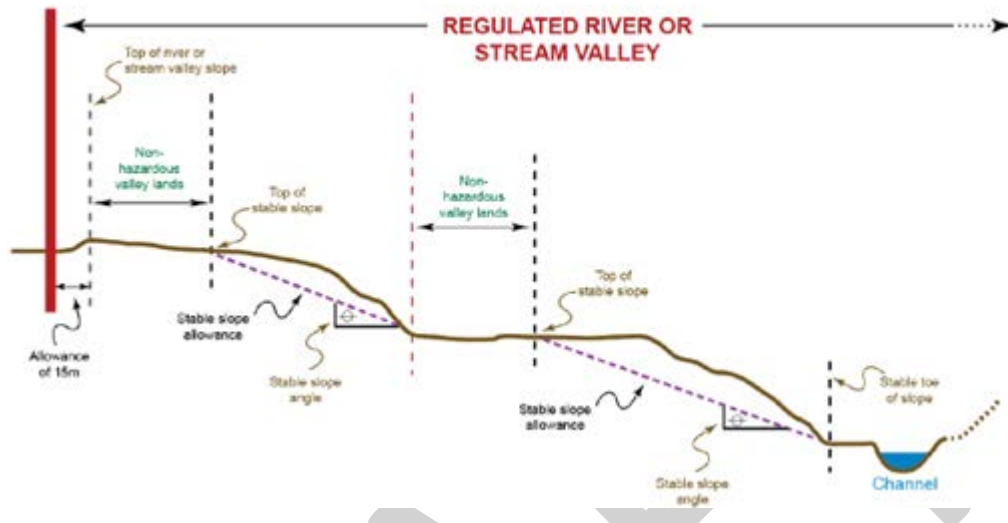 REGULATED RIVER OR
STREAM VALLEY
Top of river or
stream valley slope
Non-
hazardous
valley lands
Top of
stable slope
Non-
hazardous
valley lands
Top of
stable slope
Stable slope
allowance
Allowance
of 15m
Stable slope
angle
Stable slope
allowance
Stable toe
of slope
Stable slope
angle
Channel